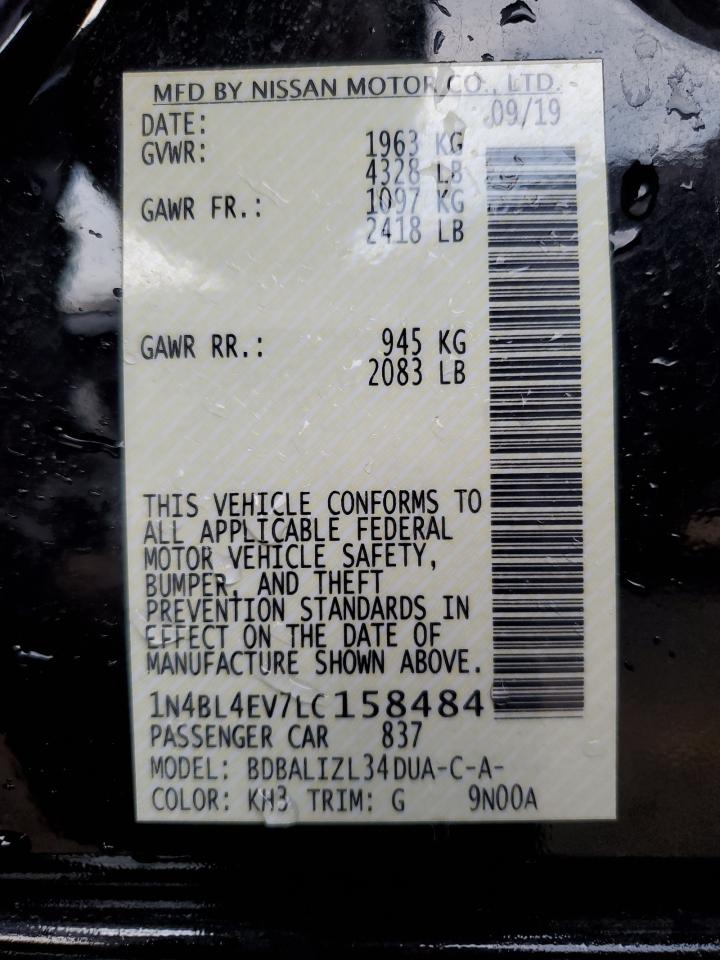 MFD BY NISSAN MOTOR CO., LTD.
DATE: 09/19
GVWR: 1963 KG
4328 LB
GAWR FR.: 1097 KG
2418 LB
GAWR RR.: 945 KG
2083 LB
THIS VEHICLE CONFORMS TO
ALL APPLICABLE FEDERAL
MOTOR VEHICLE SAFETY,
BUMPER, AND THEFT
PREVENTION STANDARDS IN
EFFECT ON THE DATE OF
MANUFACTURE SHOWN ABOVE.
1N4BL4EV7LC158484
PASSENGER CAR 837
MODEL: BDBALIZL34DUA-C-A-
COLOR: KH3 TRIM: G 9N00A